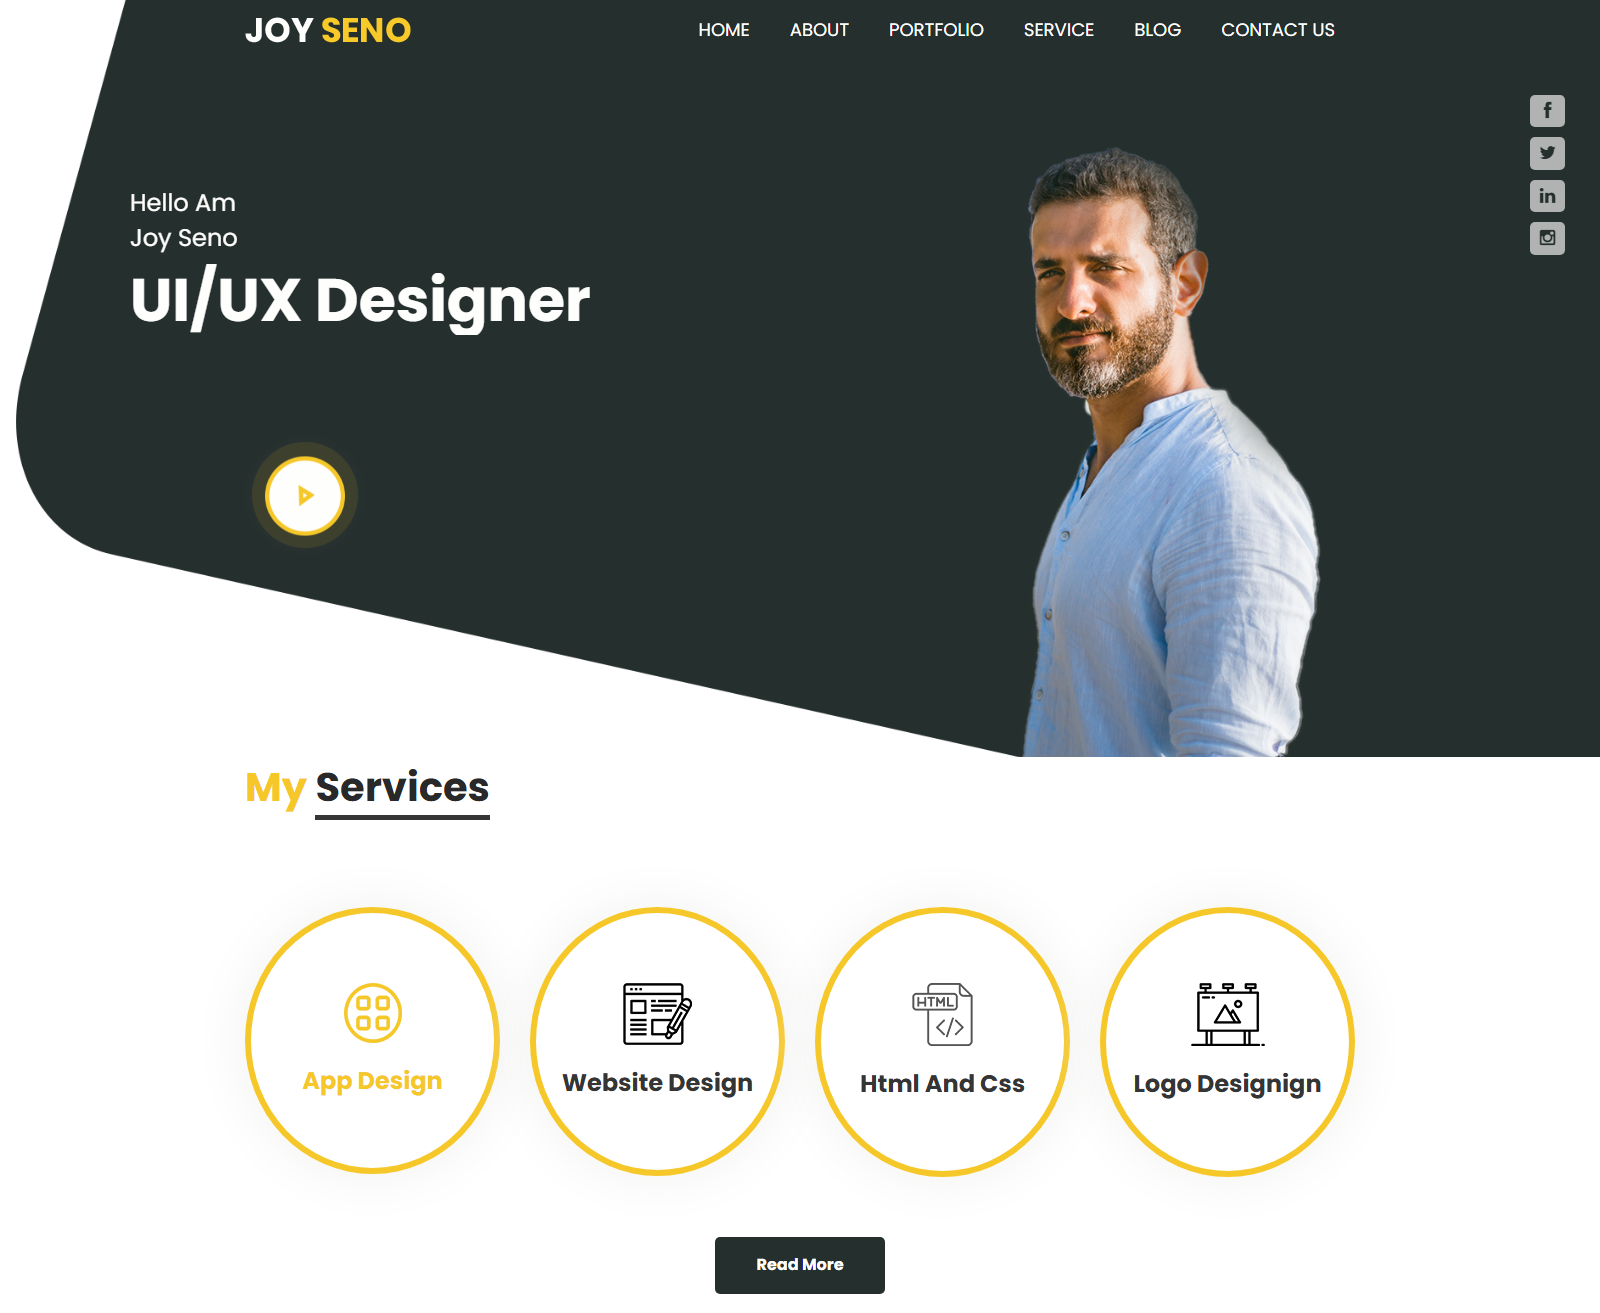 JOY SENO
HOME ABOUT PORTFOLIO SERVICE BLOG CONTACT US
Hello Am
Joy Seno
UI/UX Designer
My Services
HTML
App Design
Website Design
Html And Css
Logo Designign
Read More